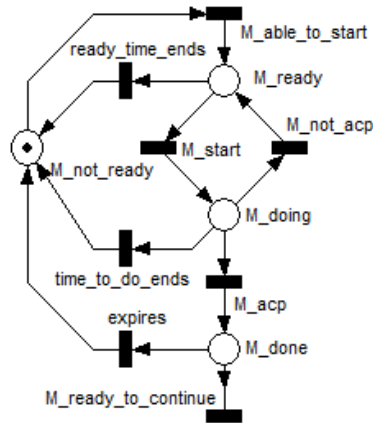 M_able_to_start
ready_time_ends
M_ready
M_not_acp
M_start
M_not_ready
M_doing
time_to_do_ends
M_acp
expires
M_done
M_ready_to_continue